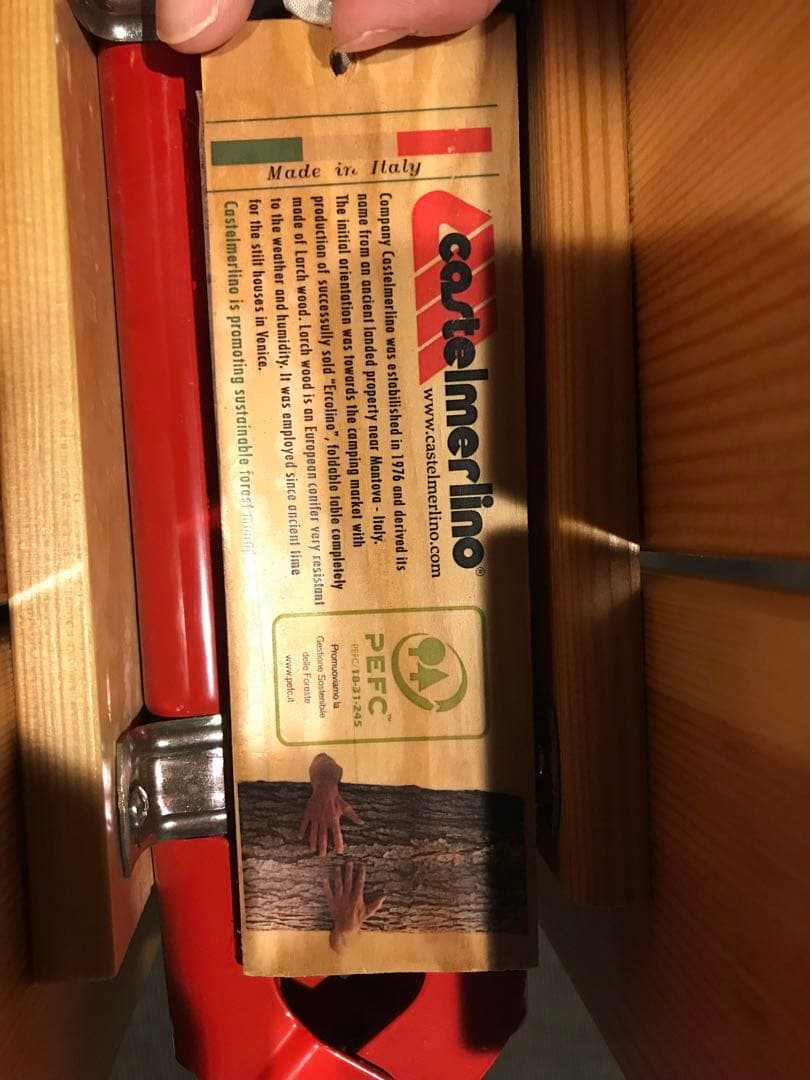 Made in Italy
castelmerlino®
www.castelmerlino.com
Company Castelmerlino was estabilished in 1976 and derived its
name from an ancient landed property near Mantova - Italy.
The initial orientation was towards the camping market with
production of successfully sold "Ercolino", foldable table completely
made of Larch wood. Larch wood is an European conifer very resistant
to the weather and humidity. It was employed since ancient time
for the stilt houses in Venice.
Castelmerlino is promoting sustainable forest
PEFC™
PEFC/18-31-245
Promuoviamo la
Gestione Sostenibile
delle Foreste
www.pefc.it